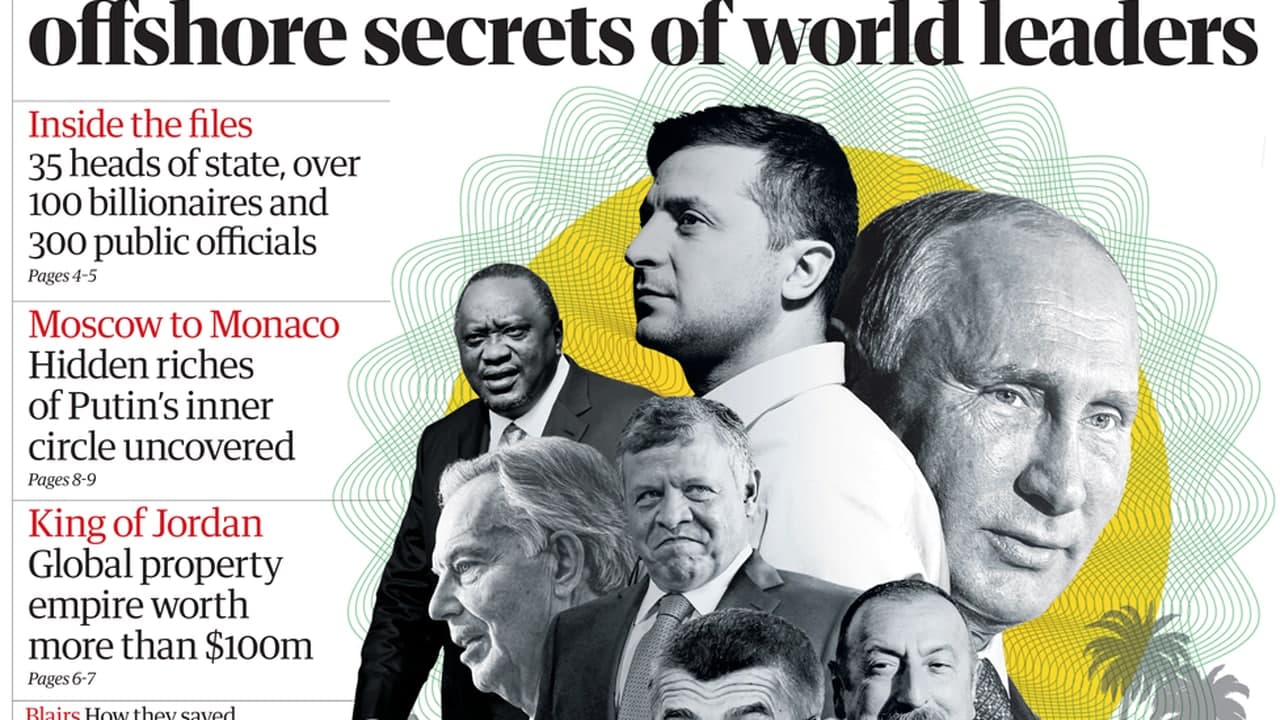 offshore secrets of world leaders
Inside the files
35 heads of state, over
100 billionaires and
300 public officials
Pages 4-5
Moscow to Monaco
Hidden riches
of Putin's inner
circle uncovered
Pages 8-9
King of Jordan
Global property
empire worth
more than $100m
Pages 6-7
Blairs How they saved